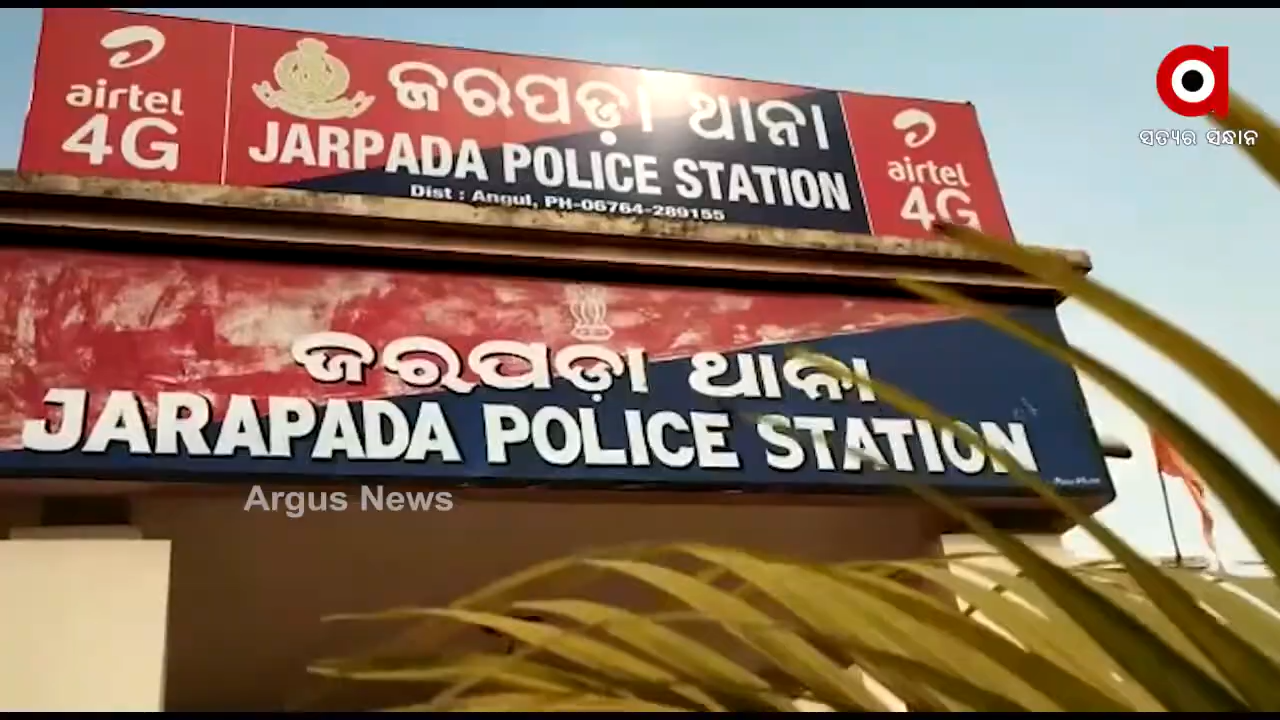 airtel
4G
ଜରପଡ଼ା ଥାନା
JARPADA POLICE STATION
Dist : Angul, PH-06764-289155
airtel
4G
ସତ୍ୟର ସନ୍ଧାନ
ଜରପଡ଼ା ଥାନା
JARAPADA POLICE STATION
Argus News